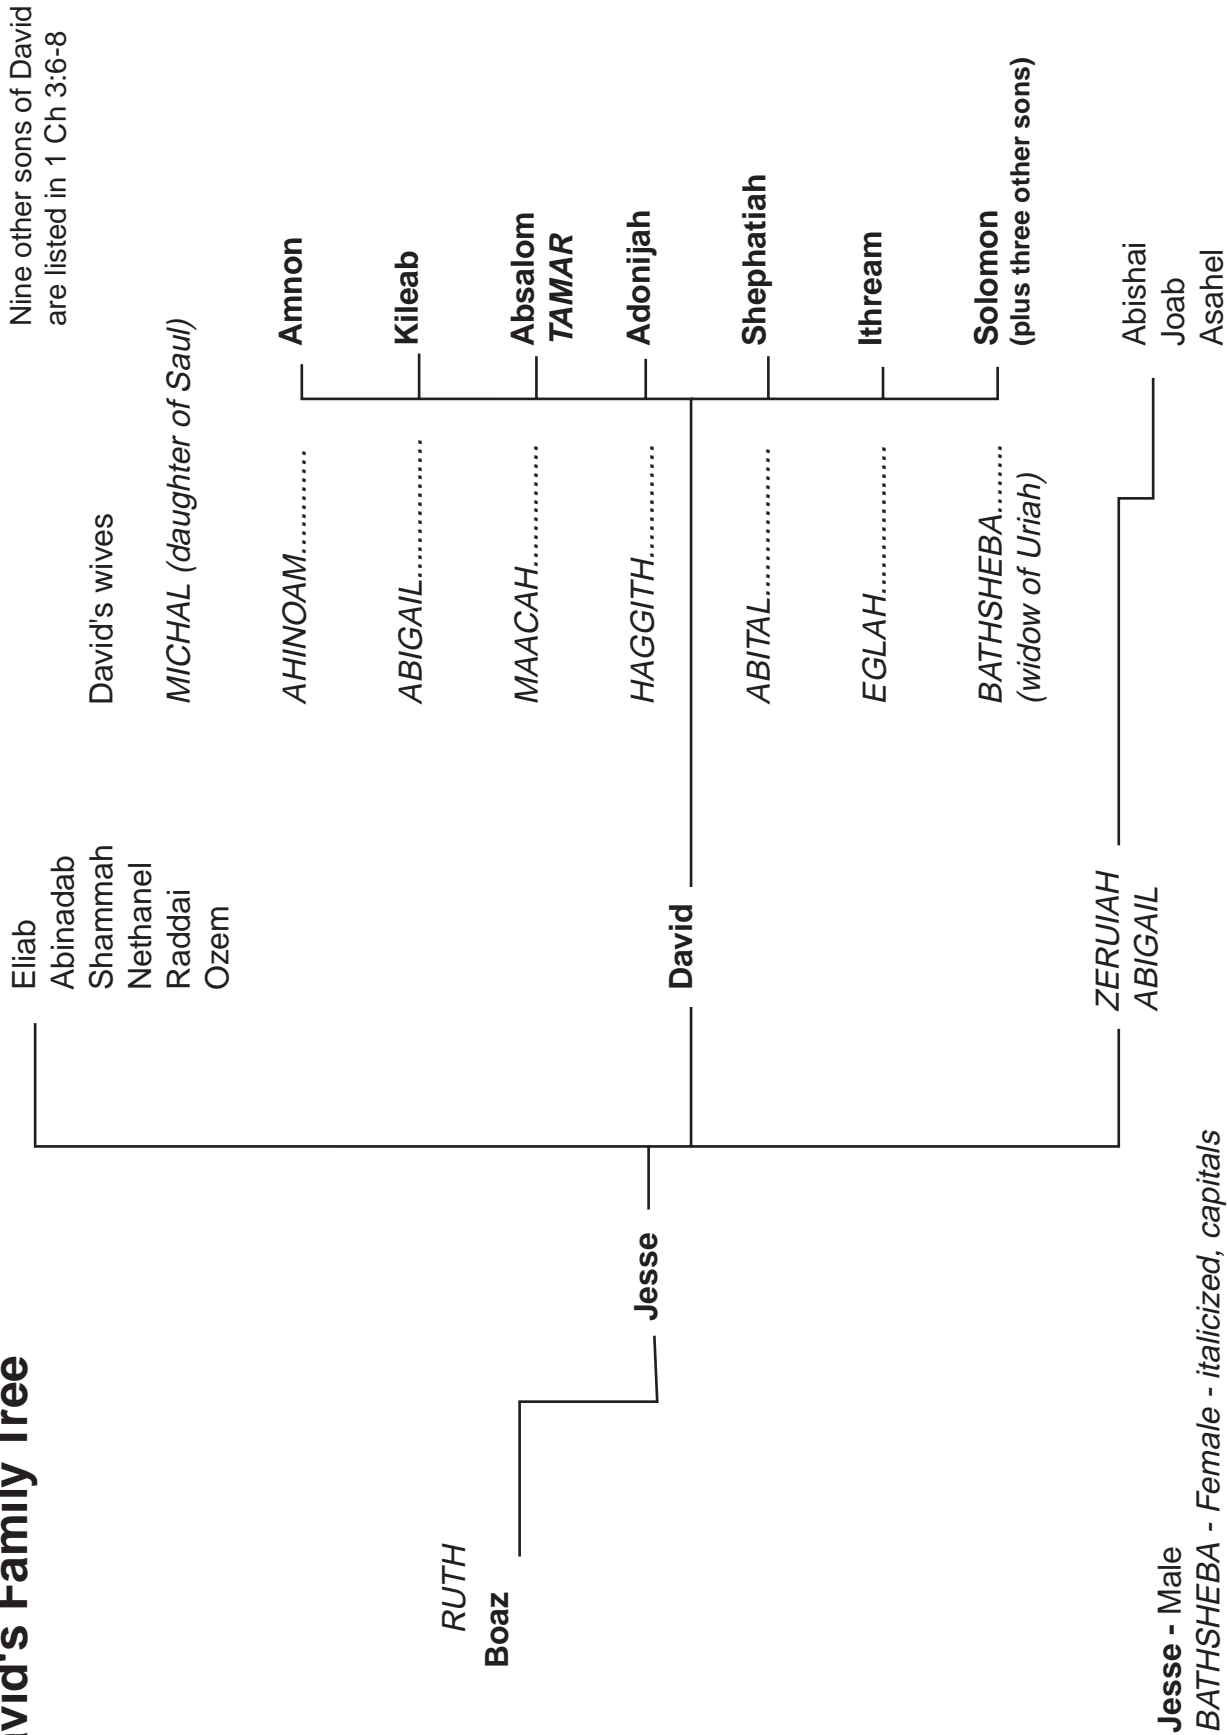 avid's Family Tree
Nine other sons of David
are listed in 1 Ch 3:6-8
Eliab
Abinadab
Shammah
Nethanel
Raddai
Ozem
David's wives
MICHAL (daughter of Saul)
AHINOAM...........
Amnon
ABIGAIL...............
Kileab
MAACAH.............
Absalom
TAMAR
RUTH
Boaz
Jesse
David
HAGGITH............
Adonijah
ABITAL................
Shephatiah
EGLAH................
Ithream
BATHSHEBA.......
(widow of Uriah)
Solomon
(plus three other sons)
ZERUIAH
ABIGAIL
Abishai
Joab
Asahel
Jesse - Male
BATHSHEBA - Female - italicized, capitals